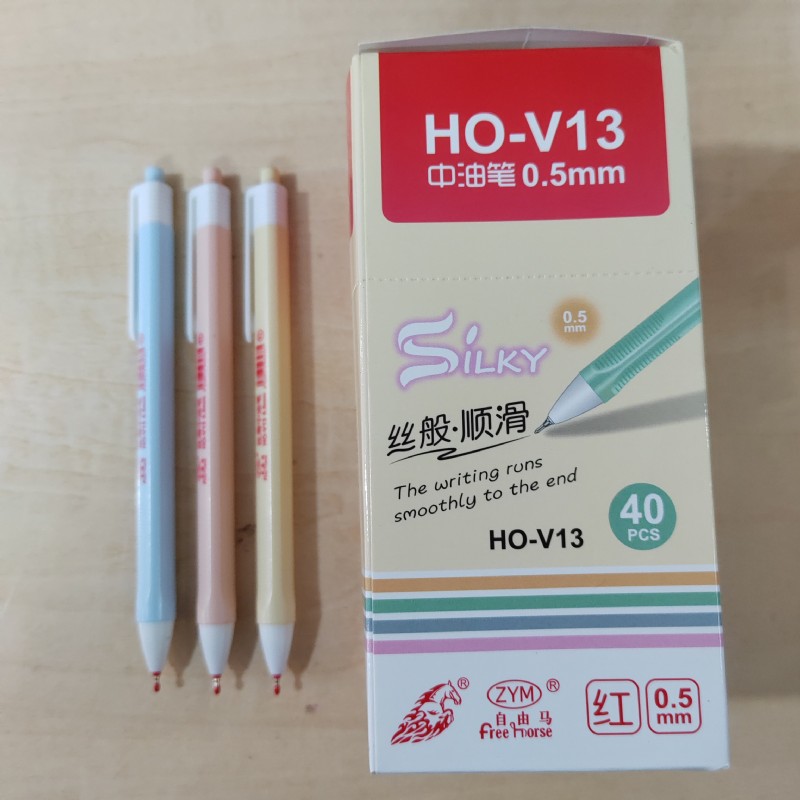 HO-V13
中油笔0.5mm
SILKY
0.5
mm
丝般·顺滑
The writing runs
smoothly to the end
40
PCS
HO-V13
®
ZYM®
自由马
free horse
红
0.5
mm